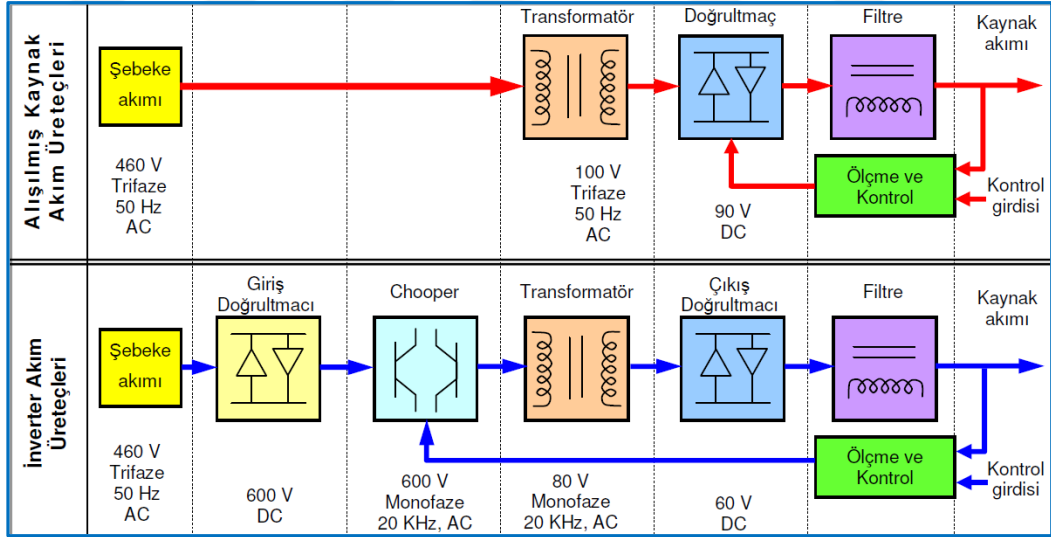 Alışılmış Kaynak
Akım Üreteçleri
Şebeke
akımı
460 V
Trifaze
50 Hz
AC
Transformatör
100 V
Trifaze
50 Hz
AC
Doğrultmaç
90 V
DC
Filtre
Ölçme ve
Kontrol
Kaynak
akımı
Kontrol
girdisi
İnverter Akım
Üreteçleri
Şebeke
akımı
460 V
Trifaze
50 Hz
AC
Giriş
Doğrultmacı
600 V
DC
Chooper
600 V
Monofaze
20 KHz, AC
Transformatör
80 V
Monofaze
20 KHz, AC
Çıkış
Doğrultmacı
60 V
DC
Filtre
Ölçme ve
Kontrol
Kaynak
akımı
Kontrol
girdisi